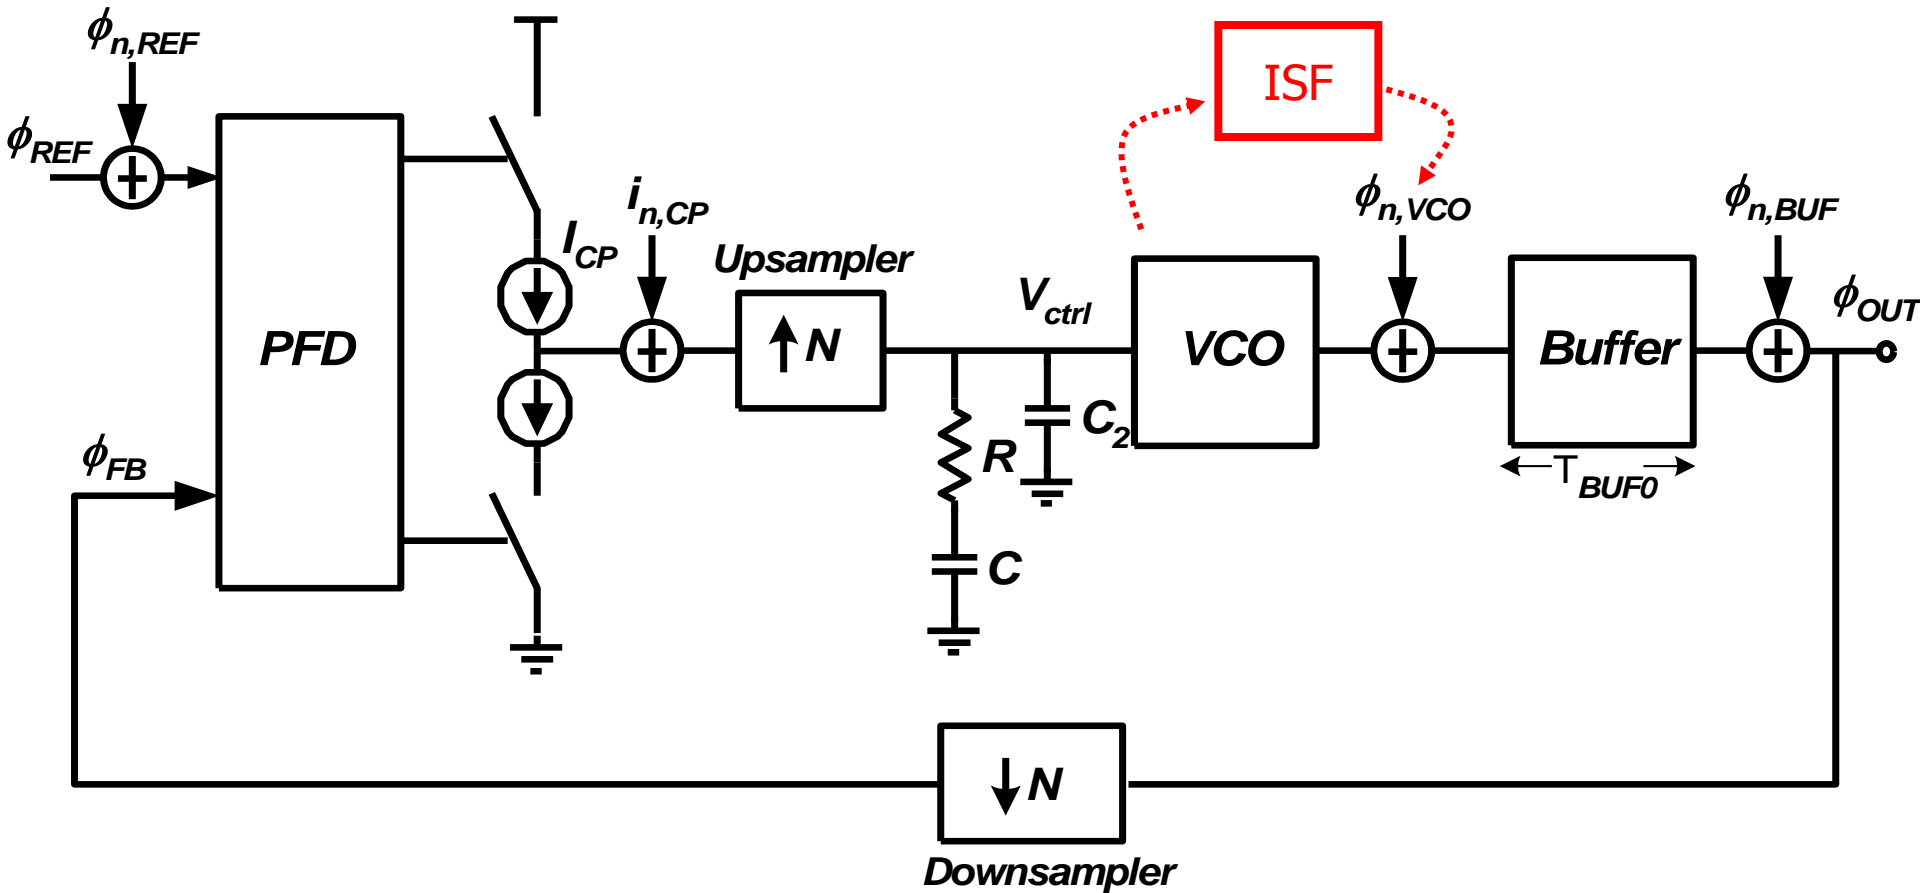 ϕn,REF
ISF
ϕREF
in,CP
ϕn,VCO
ϕn,BUF
ICP
Upsampler
Vctrl
ϕOUT
PFD
↑ N
VCO
Buffer
C2
R
TBUF0
ϕFB
C
↓ N
Downsampler